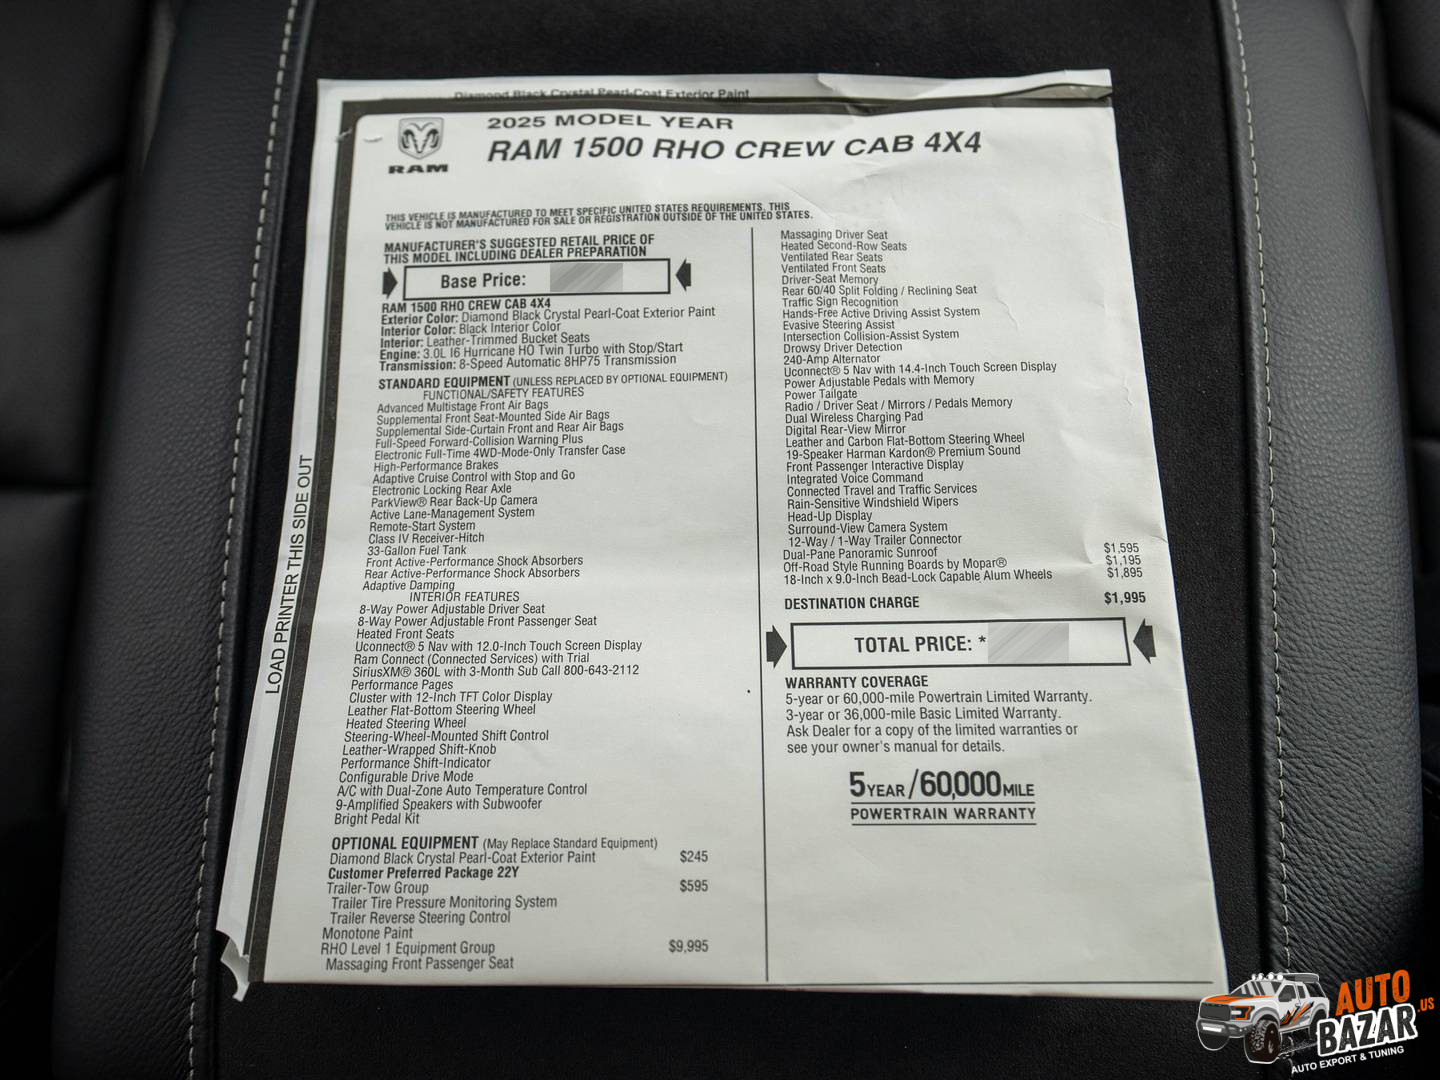 Diamond Black Crystal Pearl-Coat Exterior Paint
2025 MODEL YEAR
RAM 1500 RHO CREW CAB 4X4
RAM
THIS VEHICLE IS MANUFACTURED TO MEET SPECIFIC UNITED STATES REQUIREMENTS. THIS
VEHICLE IS NOT MANUFACTURED FOR SALE OR REGISTRATION OUTSIDE OF THE UNITED STATES.
MANUFACTURER'S SUGGESTED RETAIL PRICE OF
THIS MODEL INCLUDING DEALER PREPARATION
Base Price:
RAM 1500 RHO CREW CAB 4X4
Exterior Color: Diamond Black Crystal Pearl-Coat Exterior Paint
Interior Color: Black Interior Color
Interior: Leather-Trimmed Bucket Seats
Engine: 3.0L I6 Hurricane HO Twin Turbo with Stop/Start
Transmission: 8-Speed Automatic 8HP75 Transmission
STANDARD EQUIPMENT (UNLESS REPLACED BY OPTIONAL EQUIPMENT)
FUNCTIONAL/SAFETY FEATURES
Advanced Multistage Front Air Bags
Supplemental Front Seat-Mounted Side Air Bags
Supplemental Side-Curtain Front and Rear Air Bags
Full-Speed Forward-Collision Warning Plus
Electronic Full-Time 4WD-Mode-Only Transfer Case
High-Performance Brakes
Adaptive Cruise Control with Stop and Go
Electronic Locking Rear Axle
ParkView® Rear Back-Up Camera
Active Lane-Management System
Remote-Start System
Class IV Receiver-Hitch
33-Gallon Fuel Tank
Front Active-Performance Shock Absorbers
Rear Active-Performance Shock Absorbers
Adaptive Damping
INTERIOR FEATURES
8-Way Power Adjustable Driver Seat
8-Way Power Adjustable Front Passenger Seat
Heated Front Seats
Uconnect® 5 Nav with 12.0-Inch Touch Screen Display
Ram Connect (Connected Services) with Trial
SiriusXM® 360L with 3-Month Sub Call 800-643-2112
Performance Pages
Cluster with 12-Inch TFT Color Display
Leather Flat-Bottom Steering Wheel
Heated Steering Wheel
Steering-Wheel-Mounted Shift Control
Leather-Wrapped Shift-Knob
Performance Shift-Indicator
Configurable Drive Mode
A/C with Dual-Zone Auto Temperature Control
9-Amplified Speakers with Subwoofer
Bright Pedal Kit
OPTIONAL EQUIPMENT (May Replace Standard Equipment)
Diamond Black Crystal Pearl-Coat Exterior Paint $245
Customer Preferred Package 22Y
Trailer-Tow Group $595
Trailer Tire Pressure Monitoring System
Trailer Reverse Steering Control
Monotone Paint
RHO Level 1 Equipment Group $9,995
Massaging Front Passenger Seat
Massaging Driver Seat
Heated Second-Row Seats
Ventilated Rear Seats
Ventilated Front Seats
Driver-Seat Memory
Rear 60/40 Split Folding / Reclining Seat
Traffic Sign Recognition
Hands-Free Active Driving Assist System
Evasive Steering Assist
Intersection Collision-Assist System
Drowsy Driver Detection
240-Amp Alternator
Uconnect® 5 Nav with 14.4-Inch Touch Screen Display
Power Adjustable Pedals with Memory
Power Tailgate
Radio / Driver Seat / Mirrors / Pedals Memory
Dual Wireless Charging Pad
Digital Rear-View Mirror
Leather and Carbon Flat-Bottom Steering Wheel
19-Speaker Harman Kardon® Premium Sound
Front Passenger Interactive Display
Integrated Voice Command
Connected Travel and Traffic Services
Rain-Sensitive Windshield Wipers
Head-Up Display
Surround-View Camera System
12-Way / 1-Way Trailer Connector
Dual-Pane Panoramic Sunroof $1,595
Off-Road Style Running Boards by Mopar® $1,195
18-Inch x 9.0-Inch Bead-Lock Capable Alum Wheels $1,895
DESTINATION CHARGE $1,995
TOTAL PRICE: *
WARRANTY COVERAGE
5-year or 60,000-mile Powertrain Limited Warranty.
3-year or 36,000-mile Basic Limited Warranty.
Ask Dealer for a copy of the limited warranties or
see your owner's manual for details.
5 YEAR / 60,000 MILE
POWERTRAIN WARRANTY
LOAD PRINTER THIS SIDE OUT
AUTO
BAZAR.US
AUTO EXPORT & TUNING